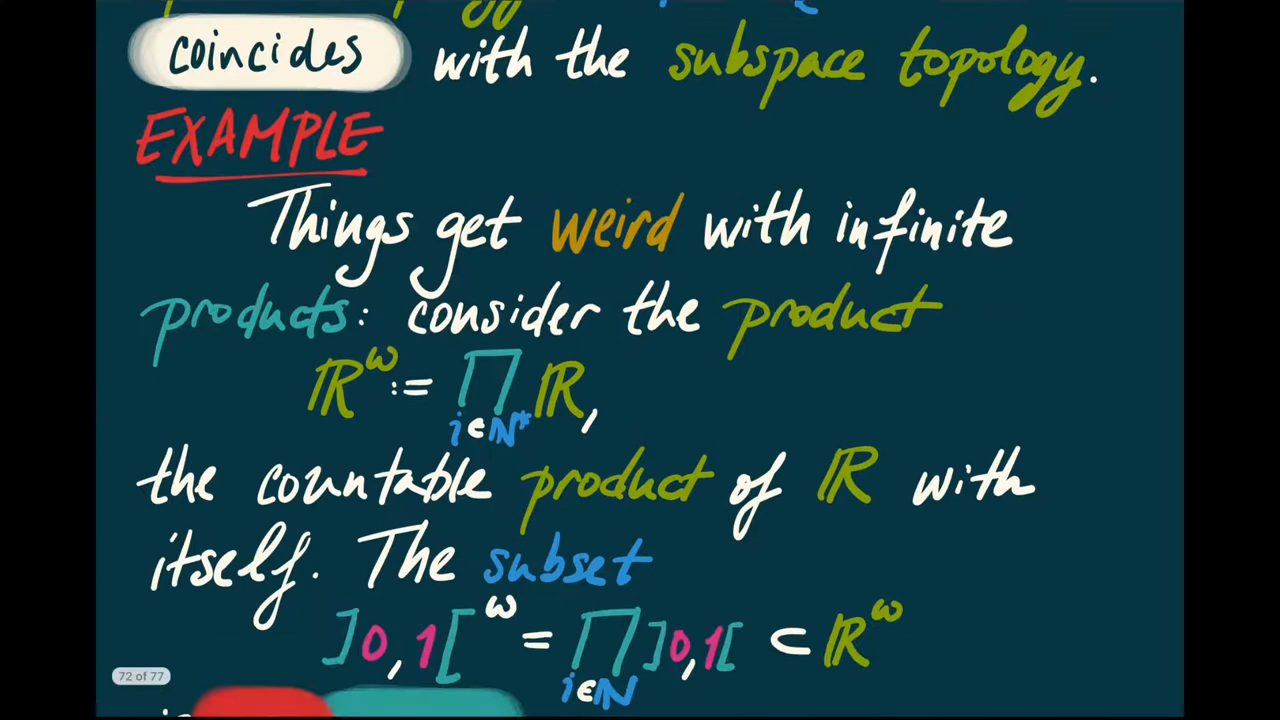 coincides with the subspace topology.
EXAMPLE
Things get weird with infinite
products: consider the product
ℝ^ω := ∏_{i∈ℕ*} ℝ,
the countable product of ℝ with
itself. The subset
]0,1[^ω = ∏_{i∈ℕ} ]0,1[ ⊂ ℝ^ω
72 of 77